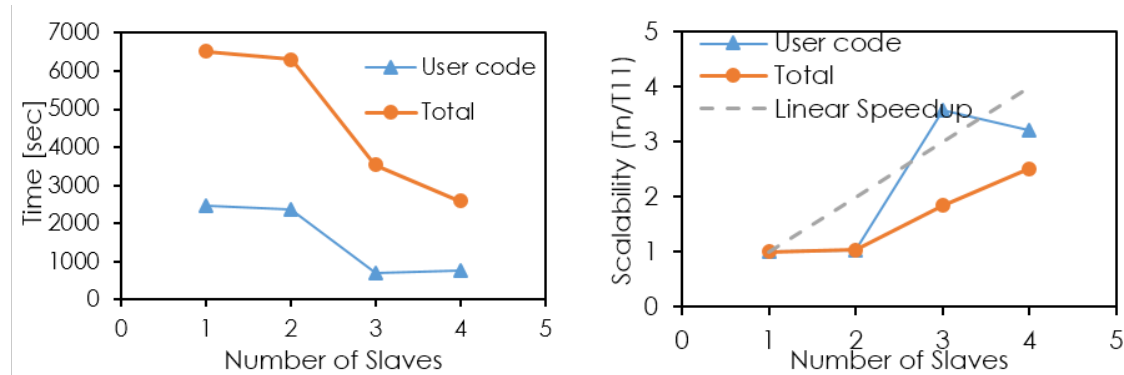 7000
6000
5000
4000
3000
2000
1000
0
Time [sec]
User code
Total
0 1 2 3 4 5
Number of Slaves
5
4
3
2
1
0
Scalability (Tn/T11)
User code
Total
Linear Speedup
0 1 2 3 4 5
Number of Slaves